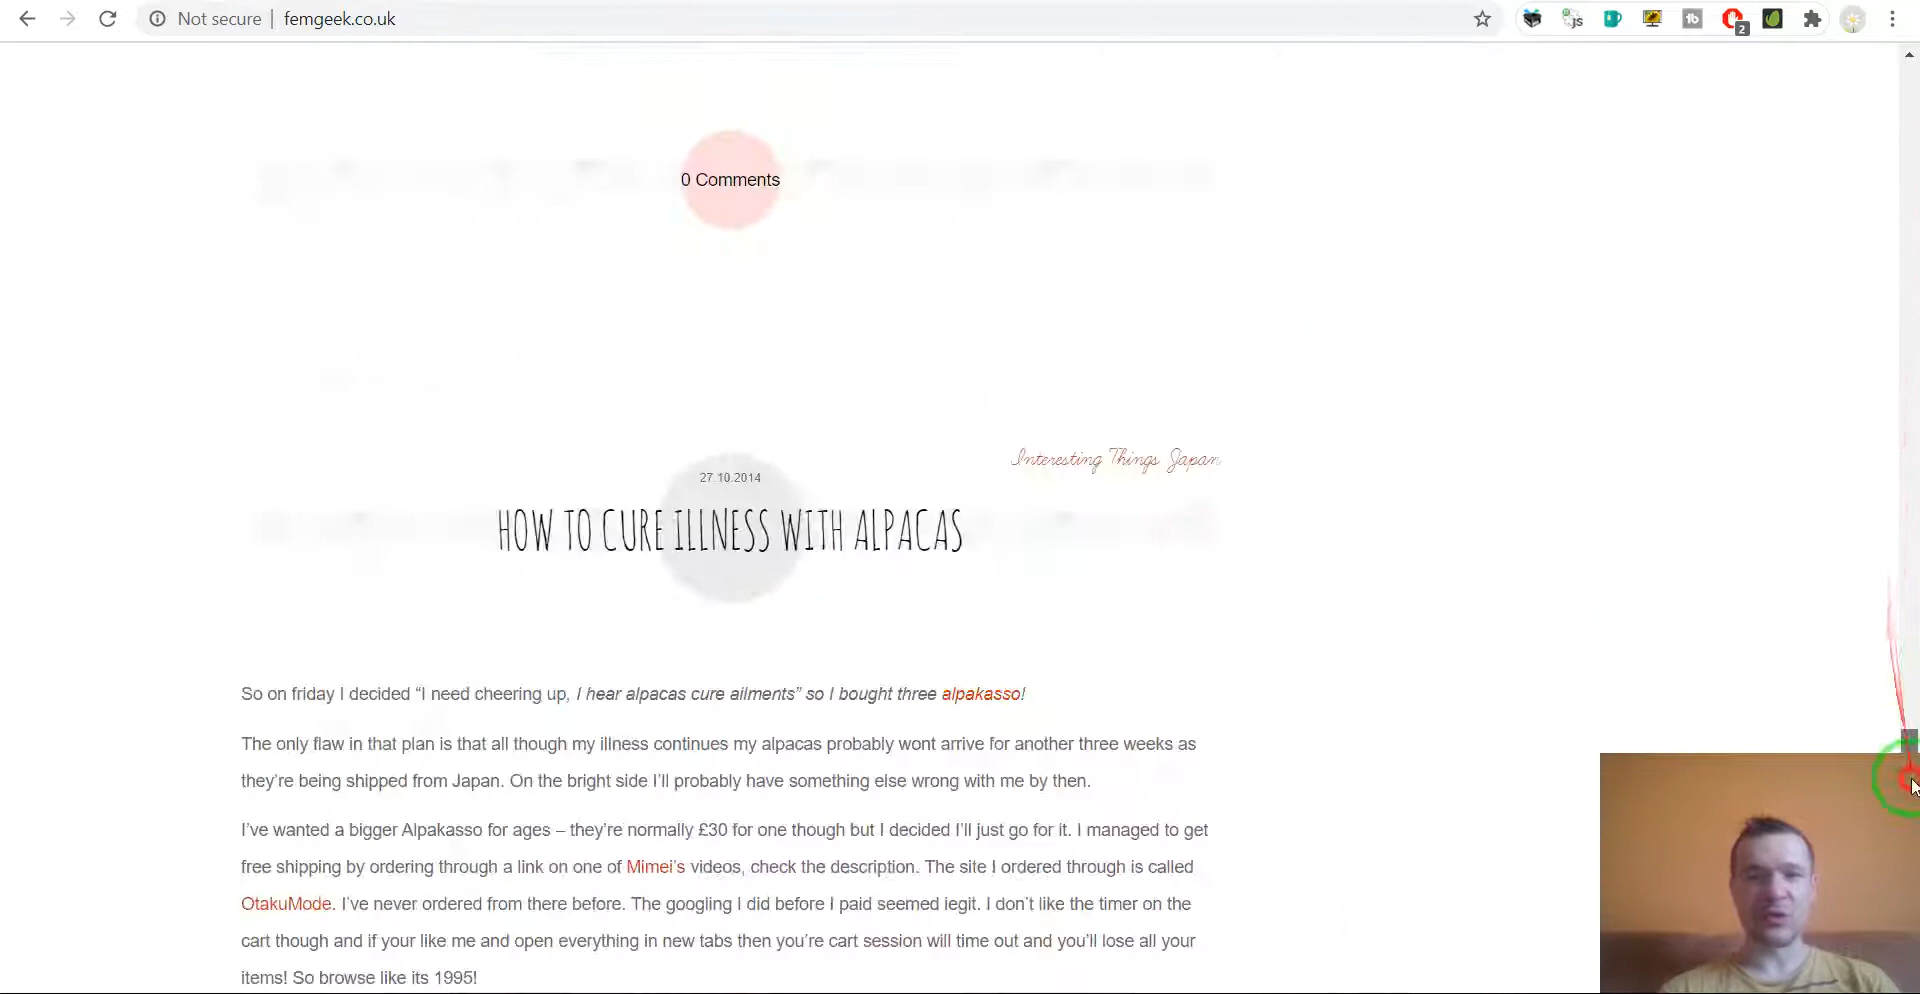 Not secure | femgeek.co.uk
2
0 Comments
Interesting Things Japan
27.10.2014
HOW TO CURE ILLNESS WITH ALPACAS
So on friday I decided “I need cheering up, I hear alpacas cure ailments” so I bought three alpakasso!
The only flaw in that plan is that all though my illness continues my alpacas probably wont arrive for another three weeks as
they’re being shipped from Japan. On the bright side I’ll probably have something else wrong with me by then.
I’ve wanted a bigger Alpakasso for ages – they’re normally £30 for one though but I decided I’ll just go for it. I managed to get
free shipping by ordering through a link on one of Mimei’s videos, check the description. The site I ordered through is called
OtakuMode. I’ve never ordered from there before. The googling I did before I paid seemed legit. I don’t like the timer on the
cart though and if your like me and open everything in new tabs then you’re cart session will time out and you’ll lose all your
items! So browse like its 1995!